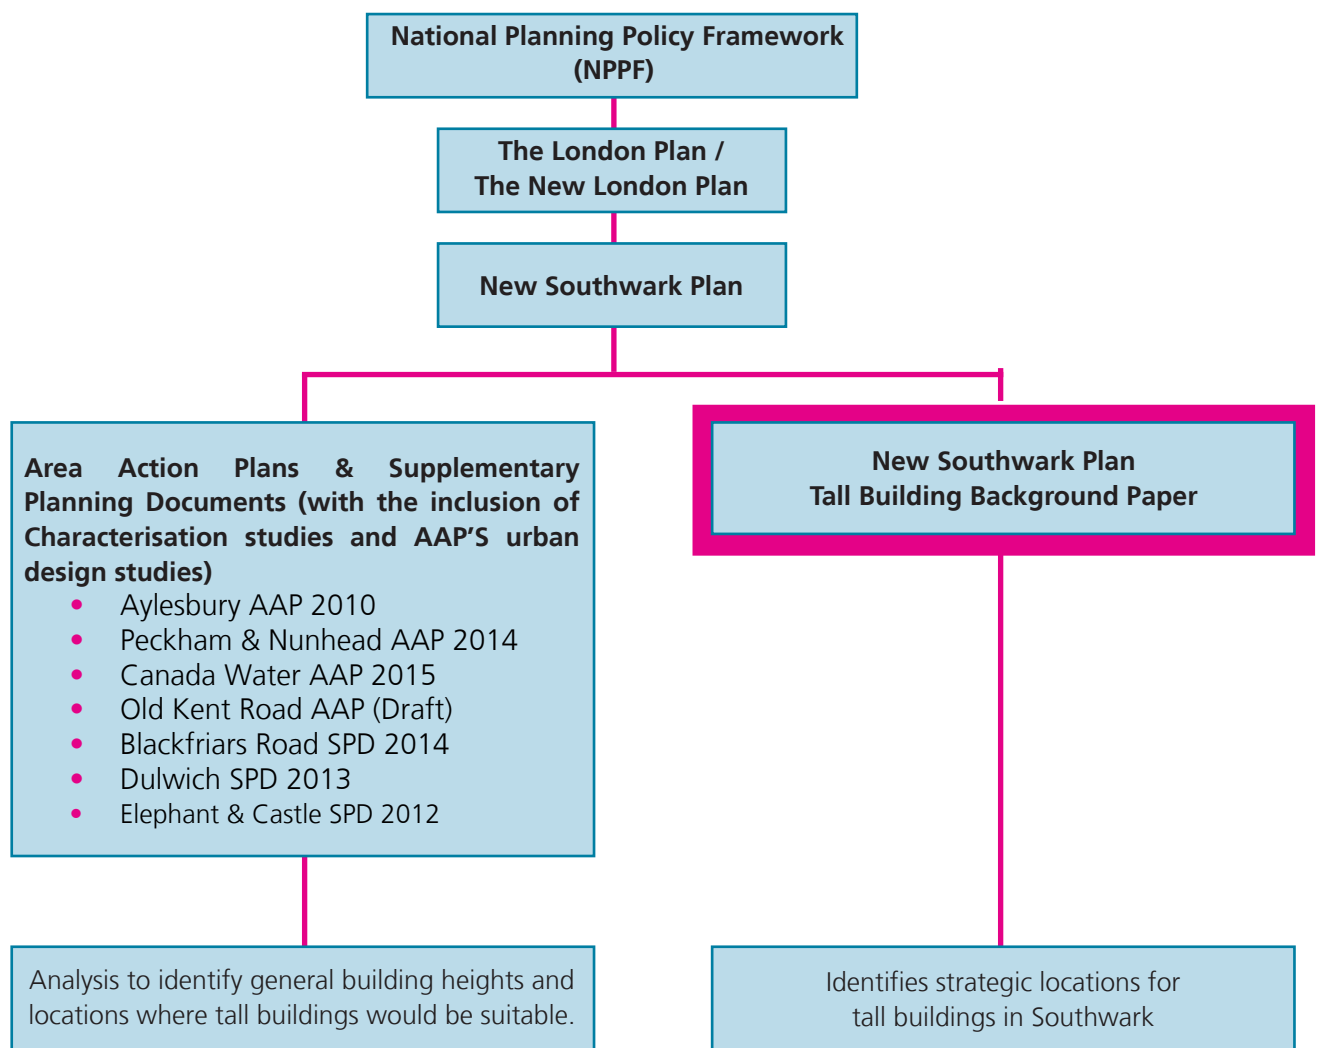 National Planning Policy Framework
(NPPF)
The London Plan /
The New London Plan
New Southwark Plan
Area Action Plans & Supplementary
Planning Documents (with the inclusion of
Characterisation studies and AAP'S urban
design studies)
• Aylesbury AAP 2010
• Peckham & Nunhead AAP 2014
• Canada Water AAP 2015
• Old Kent Road AAP (Draft)
• Blackfriars Road SPD 2014
• Dulwich SPD 2013
• Elephant & Castle SPD 2012
New Southwark Plan
Tall Building Background Paper
Analysis to identify general building heights and
locations where tall buildings would be suitable.
Identifies strategic locations for
tall buildings in Southwark